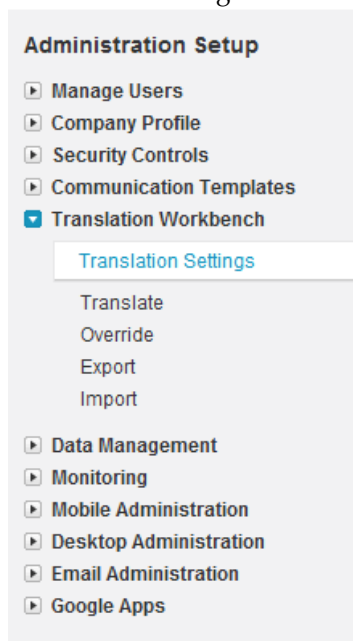 Administration Setup
Manage Users
Company Profile
Security Controls
Communication Templates
Translation Workbench
Translation Settings
Translate
Override
Export
Import
Data Management
Monitoring
Mobile Administration
Desktop Administration
Email Administration
Google Apps